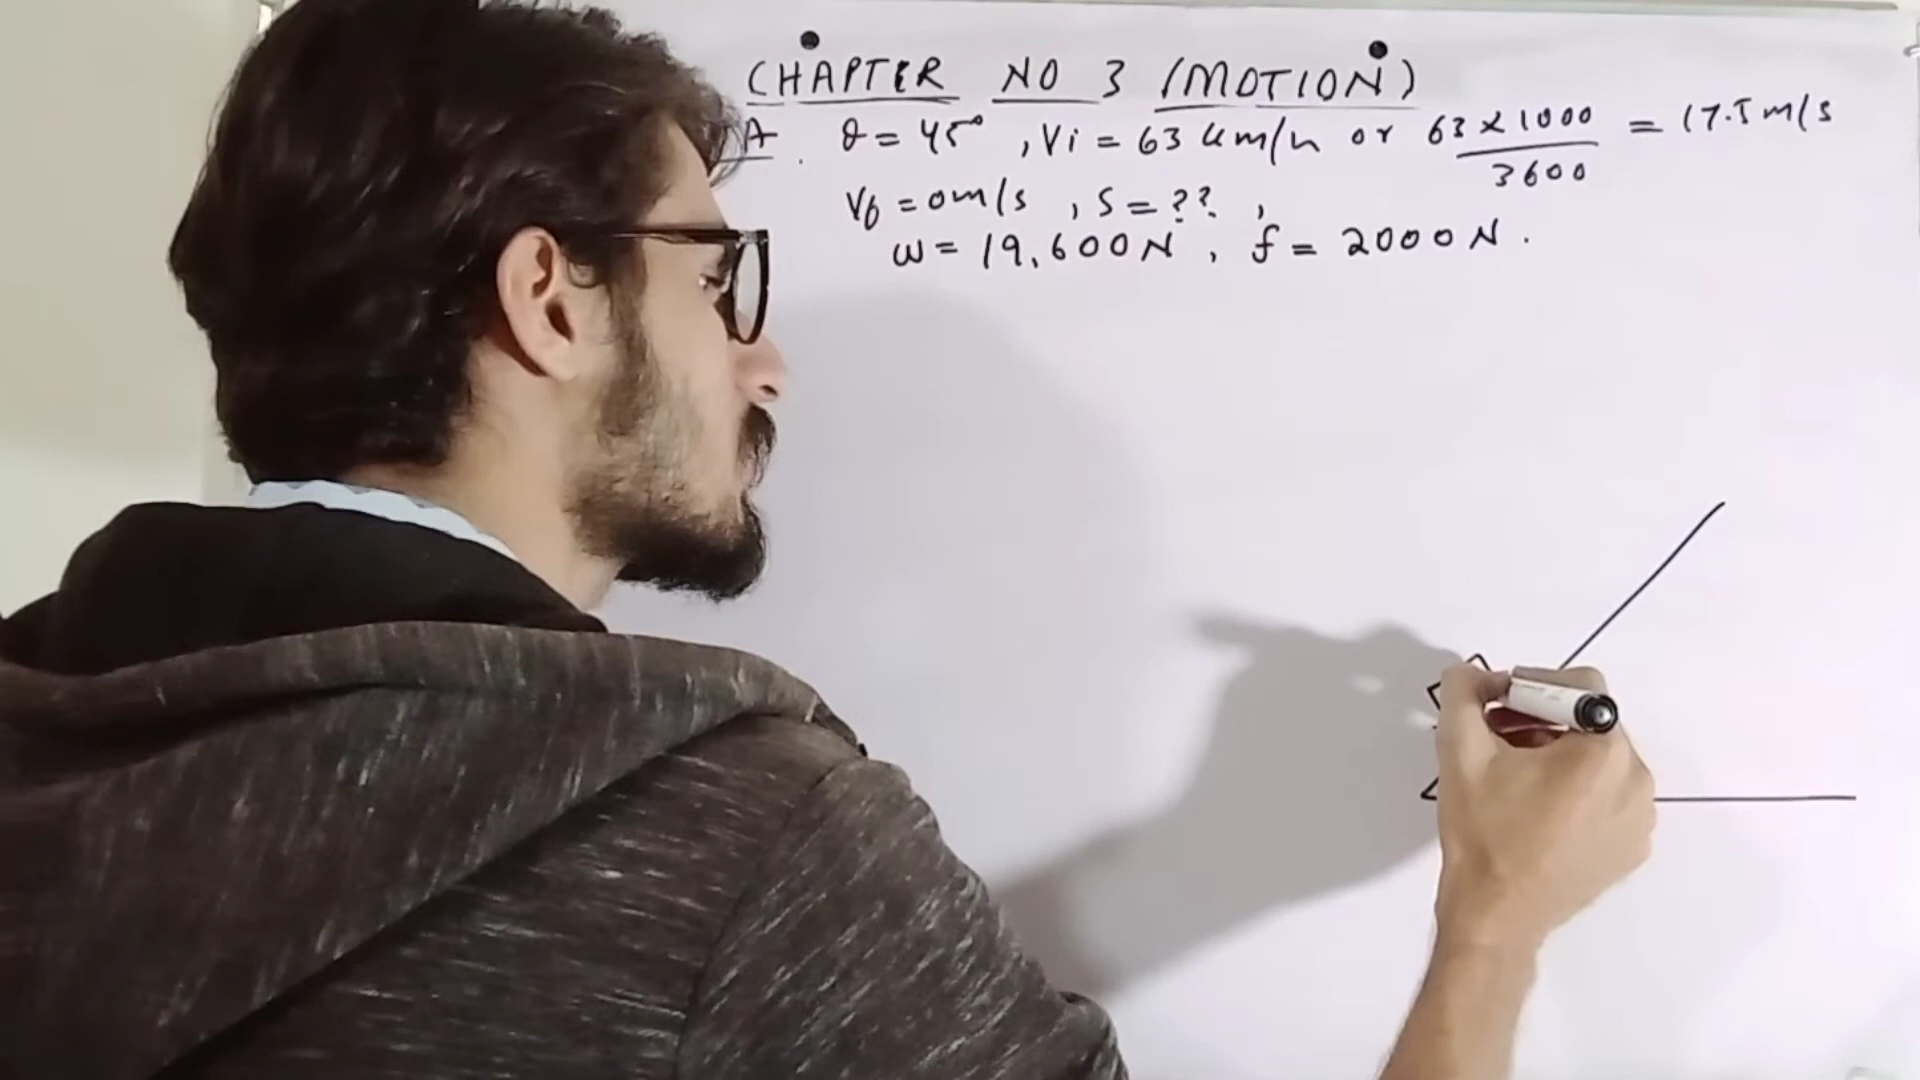 CHAPTER NO 3 (MOTION)
A. θ = 45° , Vi = 63 km/h or 63 x 1000 / 3600 = 17.5 m/s
Vf = 0 m/s , S = ?? ,
w = 19,600 N , f = 2000 N .